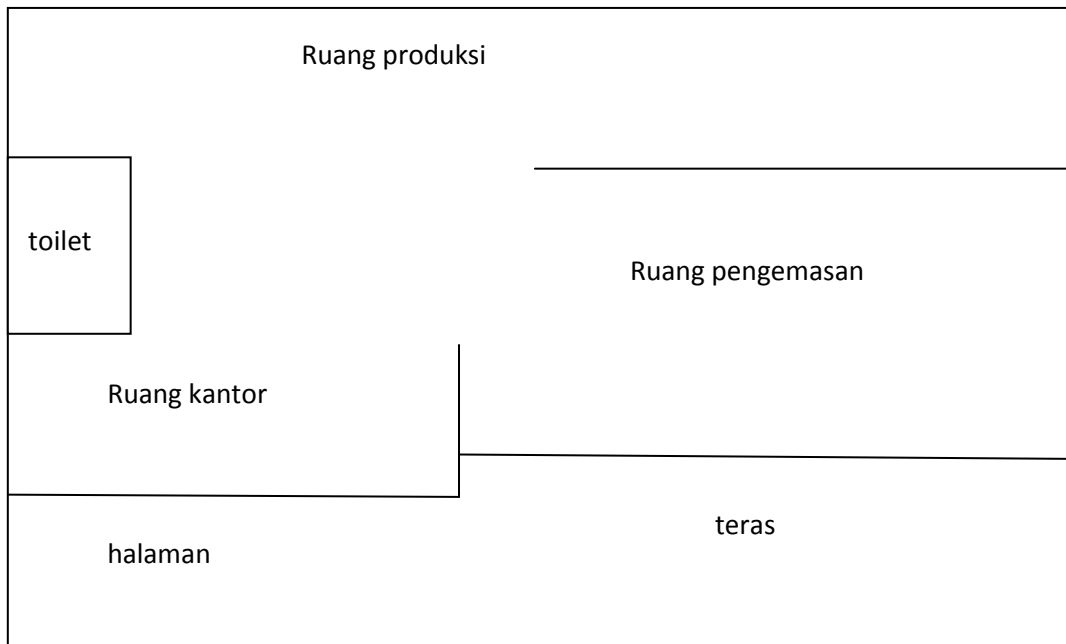 Ruang produksi
toilet
Ruang pengemasan
Ruang kantor
teras
halaman